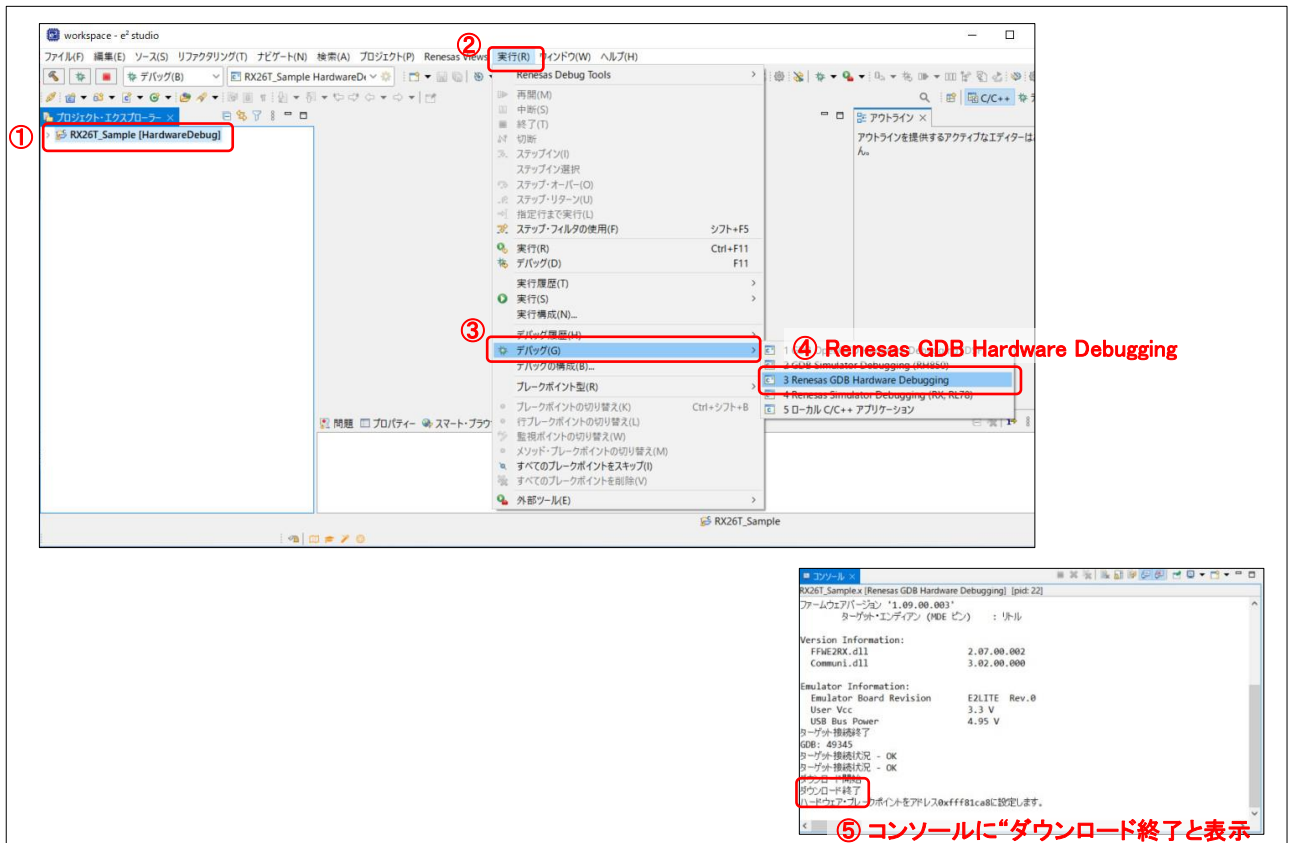 workspace - e² studio
ファイル(F) 編集(E) ソース(S) リファクタリング(T) ナビゲート(N) 検索(A) プロジェクト(P) Renesas Views 実行(R) ウィンドウ(W) ヘルプ(H)
②
デバッグ(B) RX26T_Sample HardwareDe
C/C++
プロジェクト・エクスプローラー
①
RX26T_Sample [HardwareDebug]
Renesas Debug Tools
再開(M)
中断(S)
終了(T)
切断
ステップイン(I)
ステップイン選択
ステップ・オーバー(O)
ステップ・リターン(U)
指定行まで実行(L)
ステップ・フィルタの使用(F) シフト+F5
実行(R) Ctrl+F11
デバッグ(D) F11
実行履歴(T)
実行(S)
実行構成(N)...
デバッグ履歴(H)
③
デバッグ(G)
デバッグの構成(B)...
ブレークポイント型(R)
ブレークポイントの切り替え(K) Ctrl+シフト+B
行ブレークポイントの切り替え(L)
監視ポイントの切り替え(W)
メソッド・ブレークポイントの切り替え(M)
すべてのブレークポイントをスキップ(I)
すべてのブレークポイントを削除(V)
外部ツール(E)
アウトライン
アウトラインを提供するアクティブなエディターは
ん。
④ Renesas GDB Hardware Debugging
2 GDB Simulator Debugging (RH850)
3 Renesas GDB Hardware Debugging
4 Renesas Simulator Debugging (RX, RL78)
5 ローカル C/C++ アプリケーション
問題 プロパティー スマート・ブラウ
RX26T_Sample
コンソール
RX26T_Sample.x [Renesas GDB Hardware Debugging] [pid: 22]
ファームウェアバージョン '1.09.00.003'
ターゲット・エンディアン (MDE ピン) : リトル
Version Information:
FFWE2RX.dll 2.07.00.002
Communi.dll 3.02.00.000
Emulator Information:
Emulator Board Revision E2LITE Rev.0
User Vcc 3.3 V
USB Bus Power 4.95 V
ターゲット接続終了
GDB: 49345
ターゲット接続状況 - OK
ターゲット接続状況 - OK
ダウンロード開始
ダウンロード終了
ハードウェア・ブレークポイントをアドレス0xfff81ca8に設定します。
⑤ コンソールに“ダウンロード終了と表示